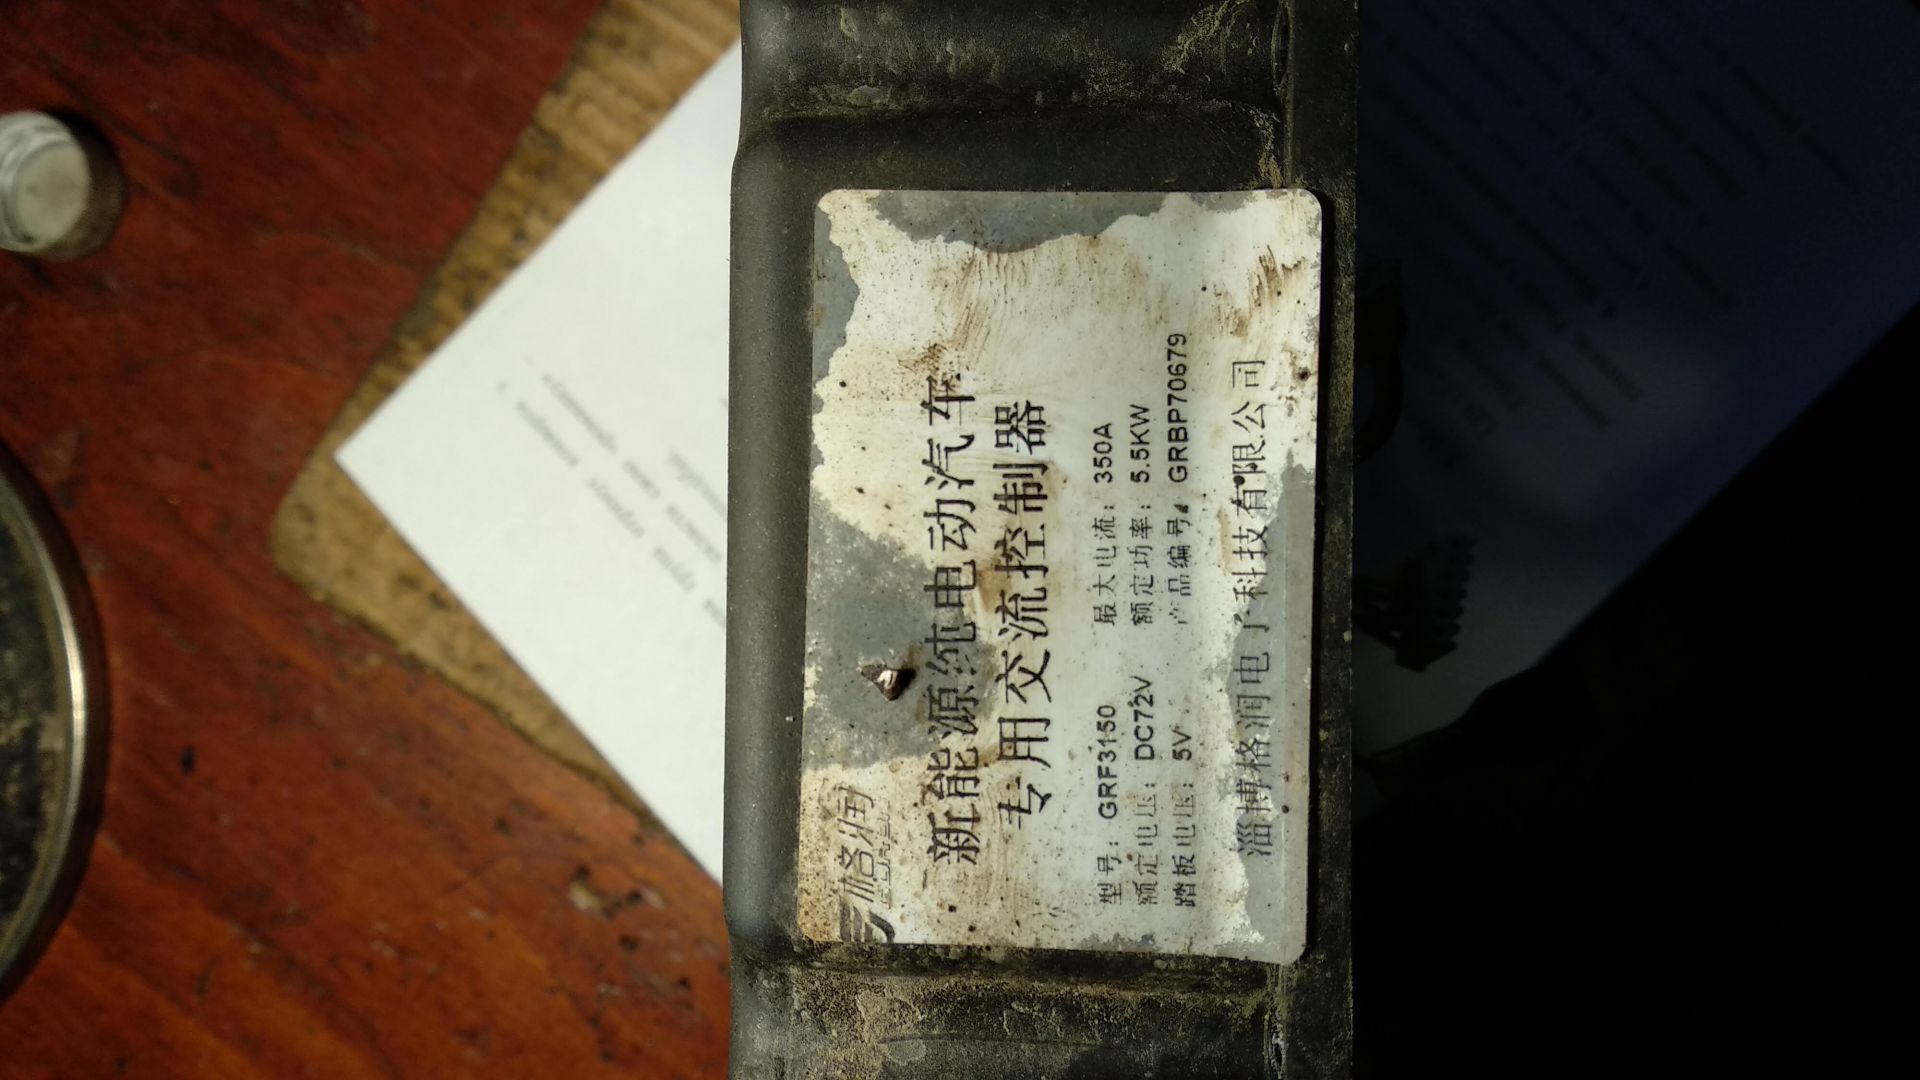 格润
新能源纯电动汽车
专用交流控制器
型号：GRF3150 最大电流：350A
额定电压：DC72V 额定功率：5.5KW
踏板电压：5V 产品编号：GRBP70679
淄博格润电子科技有限公司